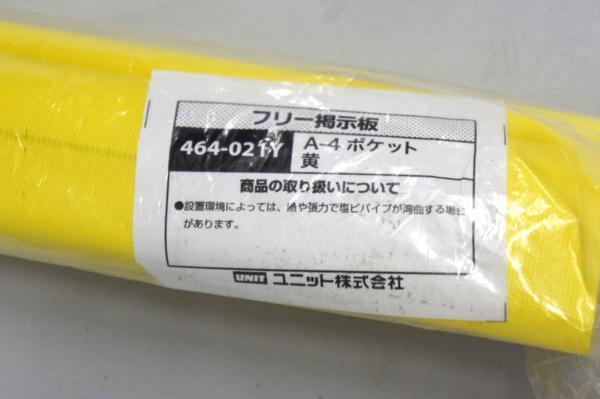 フリー掲示板
464-021Y
A-4ポケット
黄
商品の取り扱いについて
●設置環境によっては、熱や張力で塩ビパイプが湾曲する場合
があります。
UNIT ユニット株式会社